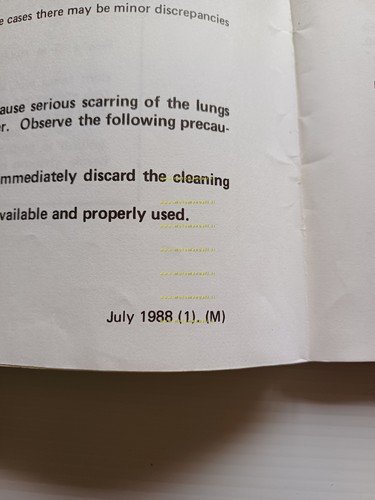 e cases there may be minor discrepancies
ause serious scarring of the lungs
r. Observe the following precau-
mmediately discard the cleaning
vailable and properly used.
July 1988 (1). (M)